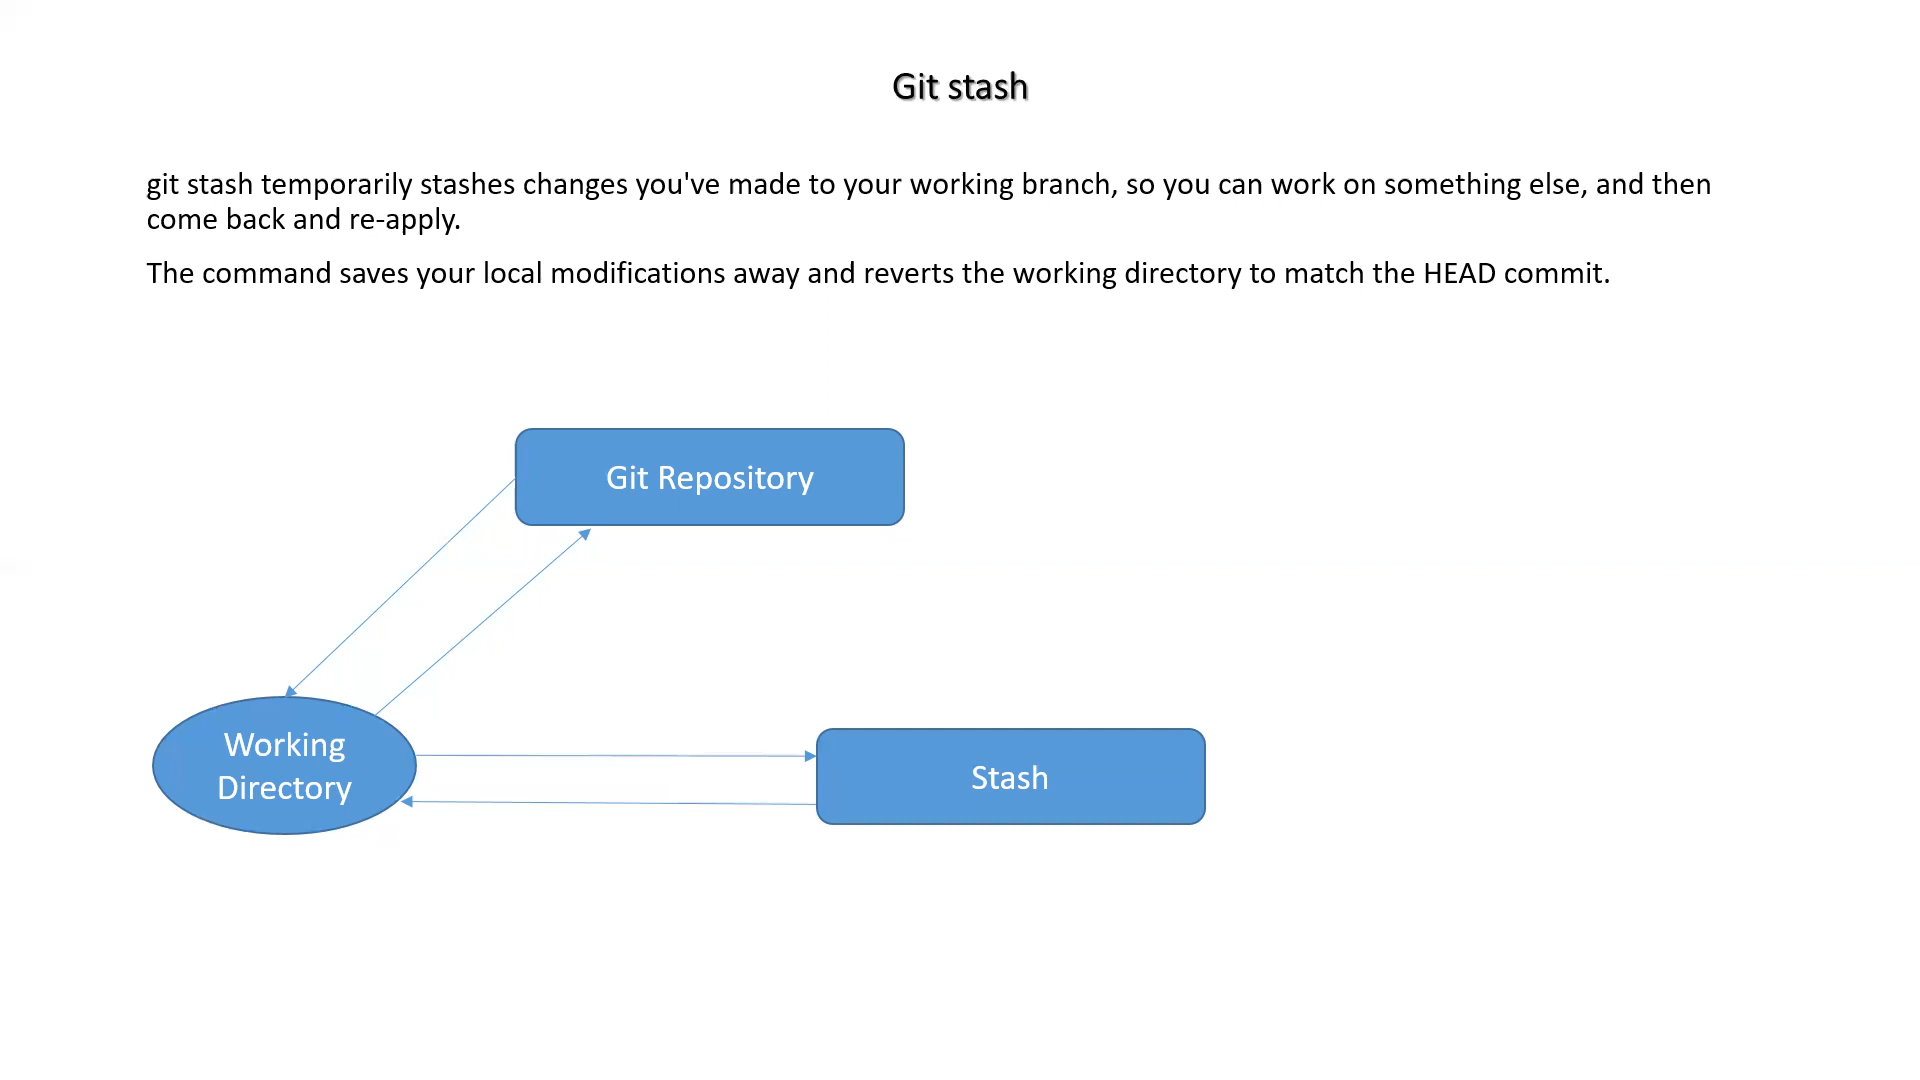 Git stash
git stash temporarily stashes changes you've made to your working branch, so you can work on something else, and then
come back and re-apply.
The command saves your local modifications away and reverts the working directory to match the HEAD commit.
Git Repository
Working
Directory
Stash